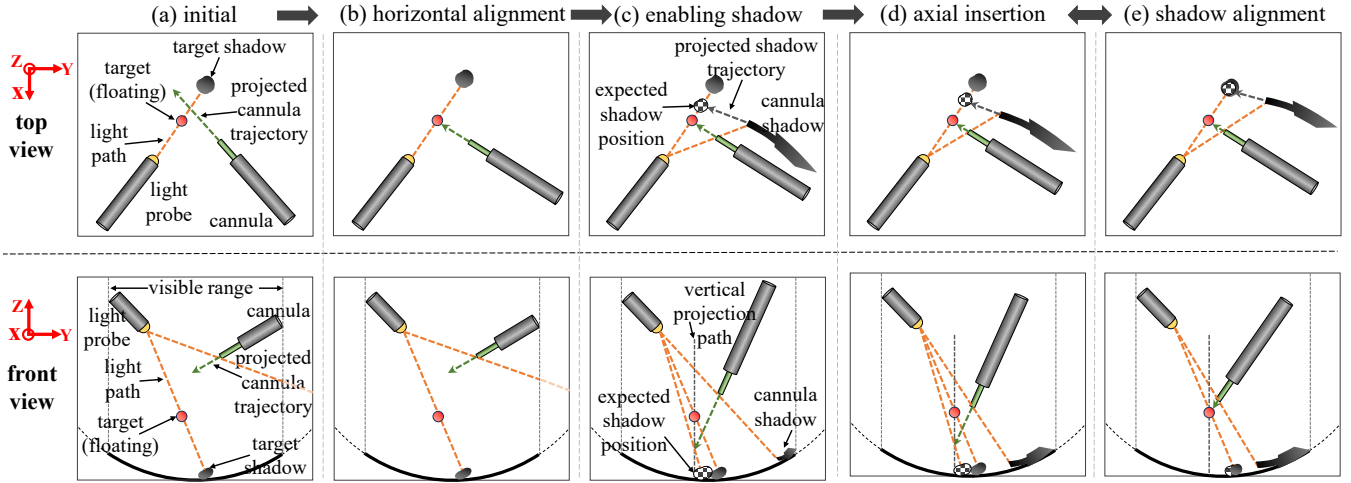 (a) initial
(b) horizontal alignment
(c) enabling shadow
(d) axial insertion
(e) shadow alignment
Z
Y
X
top
view
target shadow
target
(floating)
projected
cannula
trajectory
light
path
light
probe
cannula
projected shadow
trajectory
expected
shadow
position
cannula
shadow
Z
X
Y
front
view
visible range
cannula
light
probe
projected
cannula
trajectory
light
path
target
(floating)
target
shadow
vertical
projection
path
expected
shadow
position
cannula
shadow